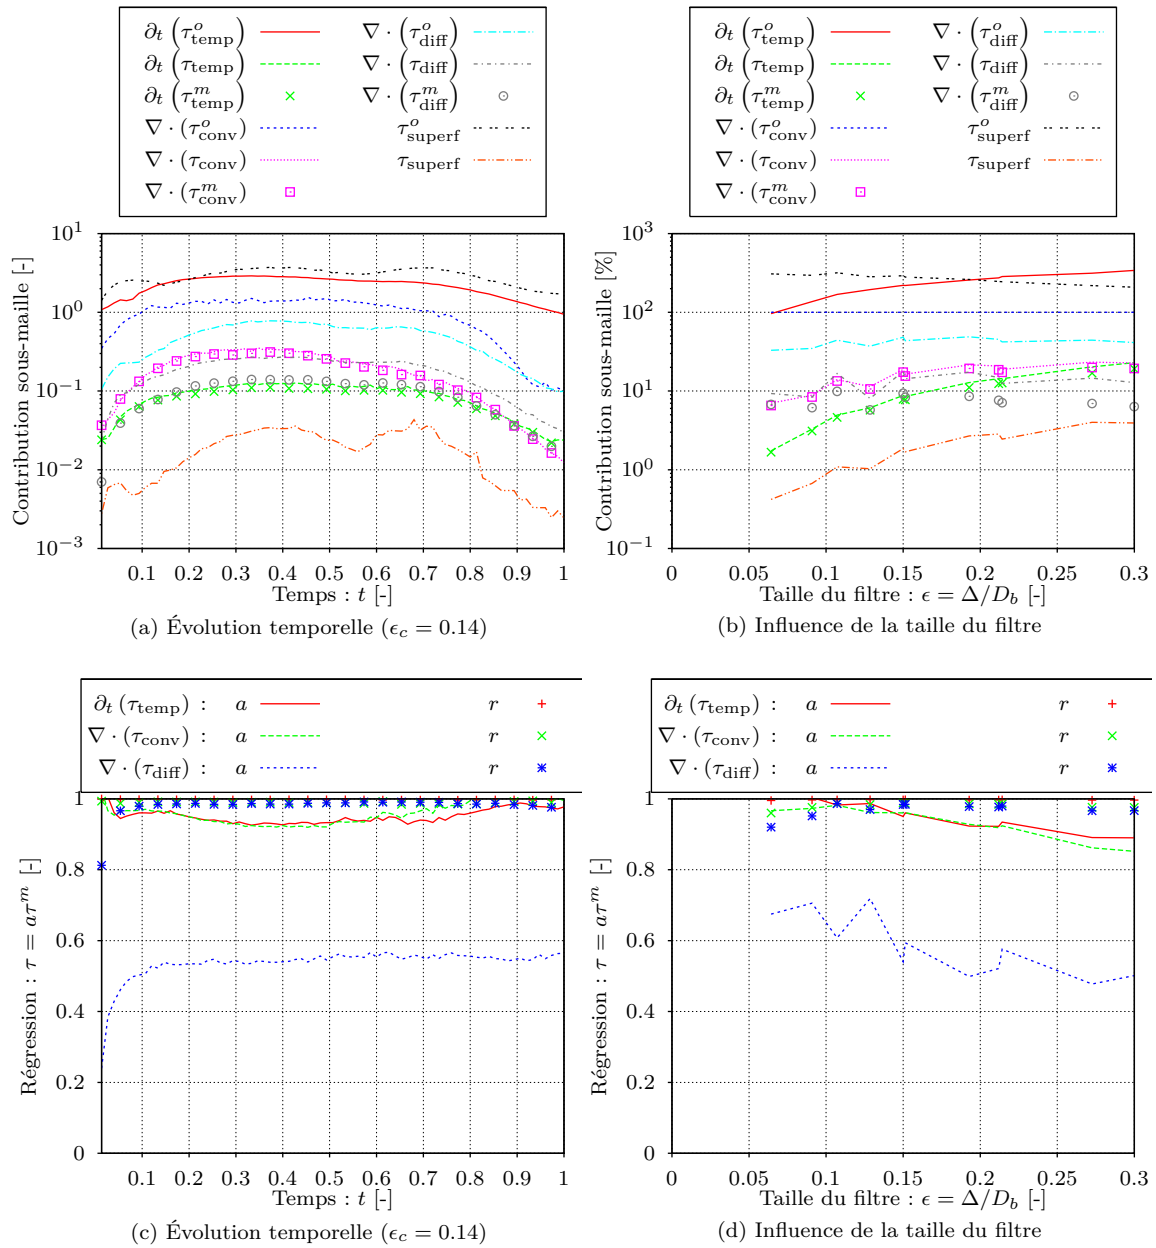 ∂t (τ^o_temp) ∇ · (τ^o_diff)
∂t (τ_temp) ∇ · (τ_diff)
∂t (τ^m_temp) ∇ · (τ^m_diff)
∇ · (τ^o_conv) τ^o_superf
∇ · (τ_conv) τ_superf
∇ · (τ^m_conv)
Contribution sous-maille [-]
10^1
10^0
10^−1
10^−2
10^−3
0.1 0.2 0.3 0.4 0.5 0.6 0.7 0.8 0.9 1
Temps : t [-]
(a) Évolution temporelle (ϵ_c = 0.14)
∂t (τ^o_temp) ∇ · (τ^o_diff)
∂t (τ_temp) ∇ · (τ_diff)
∂t (τ^m_temp) ∇ · (τ^m_diff)
∇ · (τ^o_conv) τ^o_superf
∇ · (τ_conv) τ_superf
∇ · (τ^m_conv)
Contribution sous-maille [%]
10^3
10^2
10^1
10^0
10^−1
0 0.05 0.1 0.15 0.2 0.25 0.3
Taille du filtre : ϵ = Δ/D_b [-]
(b) Influence de la taille du filtre
∂t (τ_temp) : a r
∇ · (τ_conv) : a r
∇ · (τ_diff) : a r
Régression : τ = aτ^m [-]
1
0.8
0.6
0.4
0.2
0
0.1 0.2 0.3 0.4 0.5 0.6 0.7 0.8 0.9 1
Temps : t [-]
(c) Évolution temporelle (ϵ_c = 0.14)
∂t (τ_temp) : a r
∇ · (τ_conv) : a r
∇ · (τ_diff) : a r
Régression : τ = aτ^m [-]
1
0.8
0.6
0.4
0.2
0
0 0.05 0.1 0.15 0.2 0.25 0.3
Taille du filtre : ϵ = Δ/D_b [-]
(d) Influence de la taille du filtre